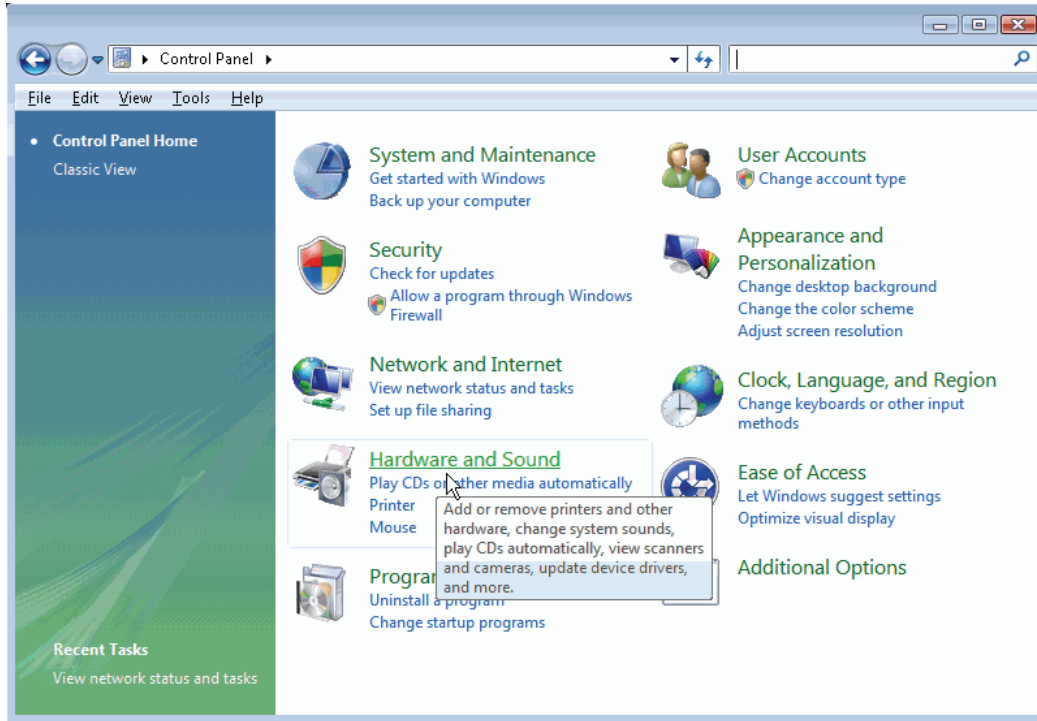 Control Panel
File Edit View Tools Help
Control Panel Home
Classic View
System and Maintenance
Get started with Windows
Back up your computer
Security
Check for updates
Allow a program through Windows
Firewall
Network and Internet
View network status and tasks
Set up file sharing
Hardware and Sound
Play CDs or other media automatically
Printer
Mouse
Add or remove printers and other
hardware, change system sounds,
play CDs automatically, view scanners
and cameras, update device drivers,
and more.
Uninstall a program
Change startup programs
User Accounts
Change account type
Appearance and
Personalization
Change desktop background
Change the color scheme
Adjust screen resolution
Clock, Language, and Region
Change keyboards or other input
methods
Ease of Access
Let Windows suggest settings
Optimize visual display
Additional Options
Recent Tasks
View network status and tasks